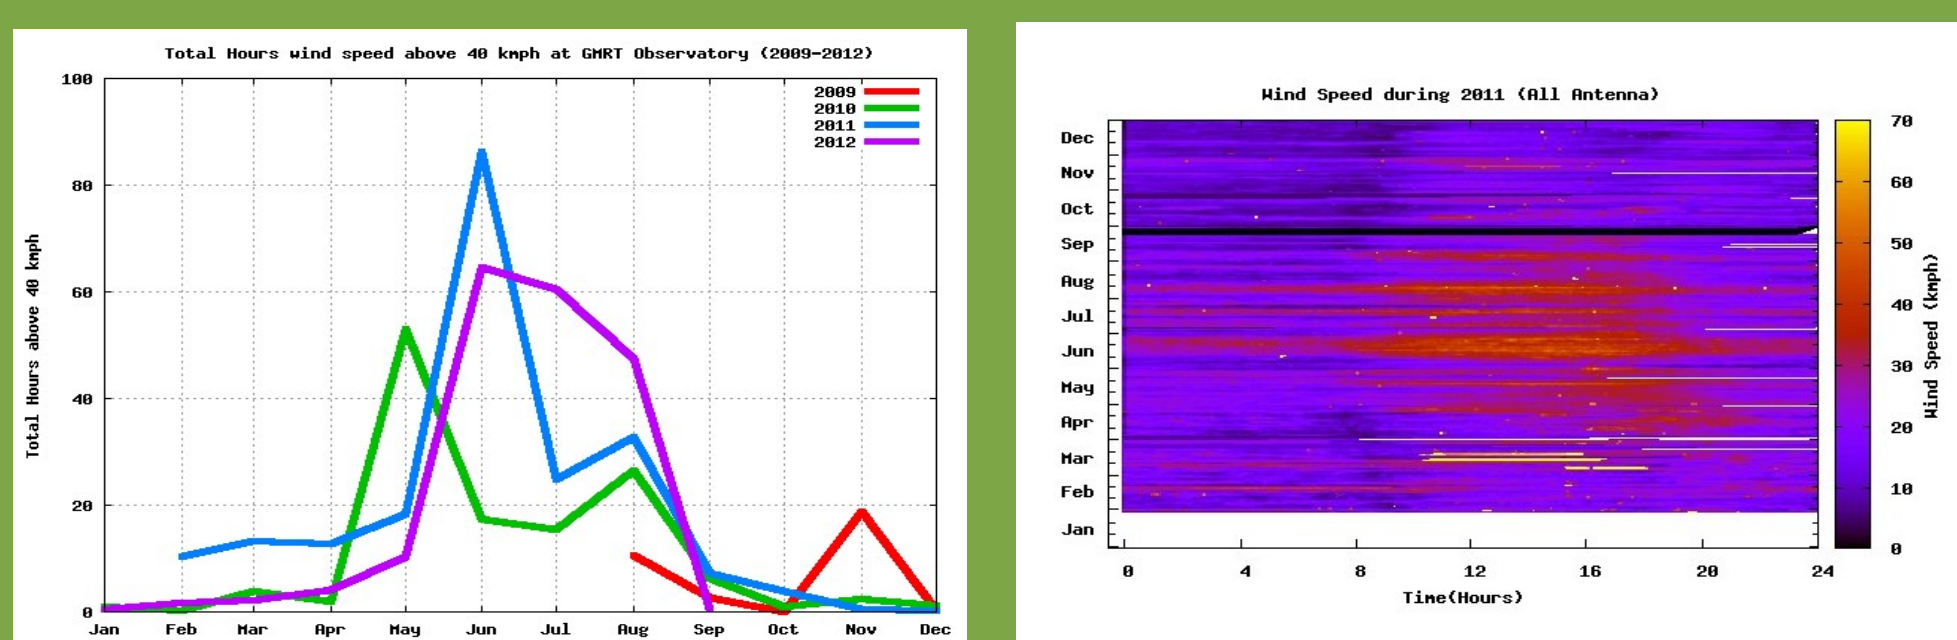 Total Hours wind speed above 40 kmph at GMRT Observatory (2009-2012)
100
80
60
40
20
0
Total Hours above 40 kmph
2009
2010
2011
2012
Jan Feb Mar Apr May Jun Jul Aug Sep Oct Nov Dec
Wind Speed during 2011 (All Antenna)
Dec
Nov
Oct
Sep
Aug
Jul
Jun
May
Apr
Mar
Feb
Jan
0 4 8 12 16 20 24
Time(Hours)
70
60
50
40
30
20
10
0
Wind Speed (kmph)